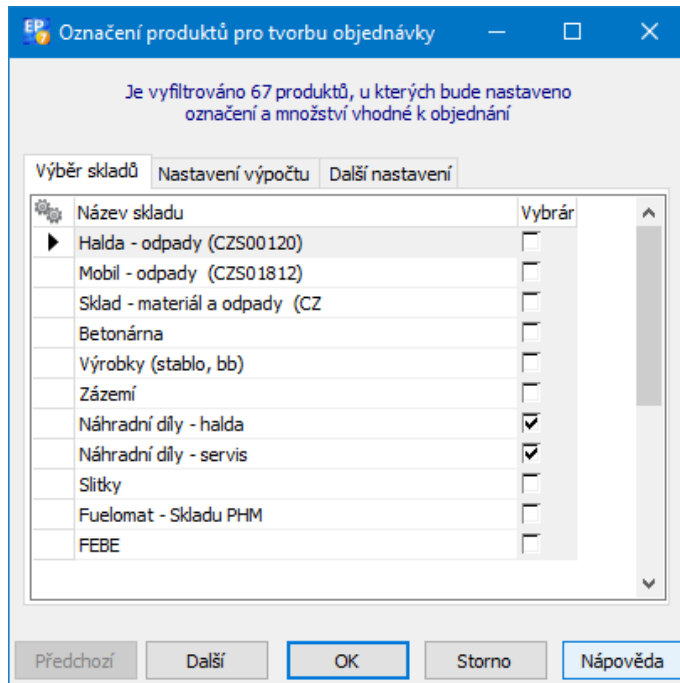 EP 7 Označení produktů pro tvorbu objednávky
Je vyfiltrováno 67 produktů, u kterých bude nastaveno
označení a množství vhodné k objednání
Výběr skladů Nastavení výpočtu Další nastavení
Název skladu Vybrár
Halda - odpady (CZS00120)
Mobil - odpady (CZS01812)
Sklad - materiál a odpady (CZ
Betonárna
Výrobky (stablo, bb)
Zázemí
Náhradní díly - halda
Náhradní díly - servis
Slitky
Fuelomat - Skladu PHM
FEBE
Předchozí Další OK Storno Nápověda